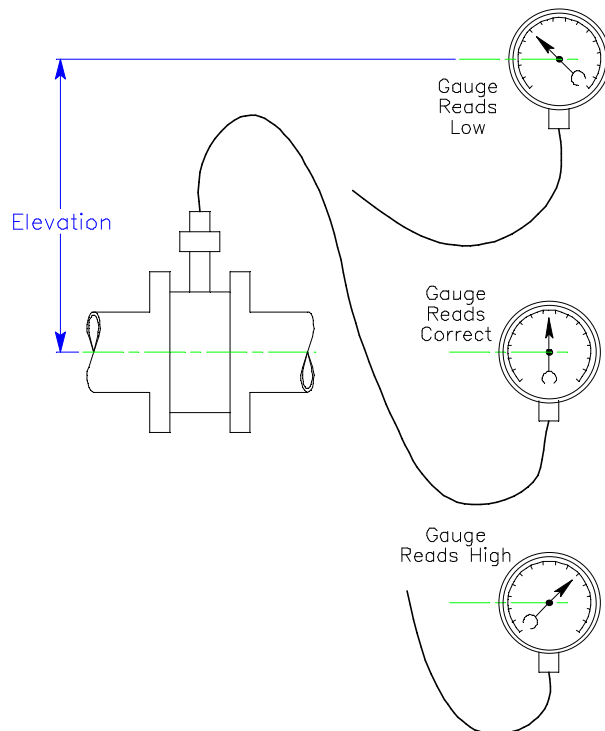 Gauge
Reads
Low
Elevation
Gauge
Reads
Correct
Gauge
Reads High